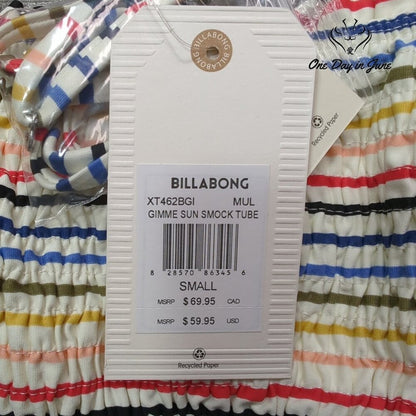 BILLABONG BILLABONG
One Day in June
Recycled Paper
BILLABONG
XT462BGI MUL
GIMME SUN SMOCK TUBE
8 28570 86345 6
SMALL
MSRP $ 69.95 CAD
MSRP $ 59.95 USD
Recycled Paper